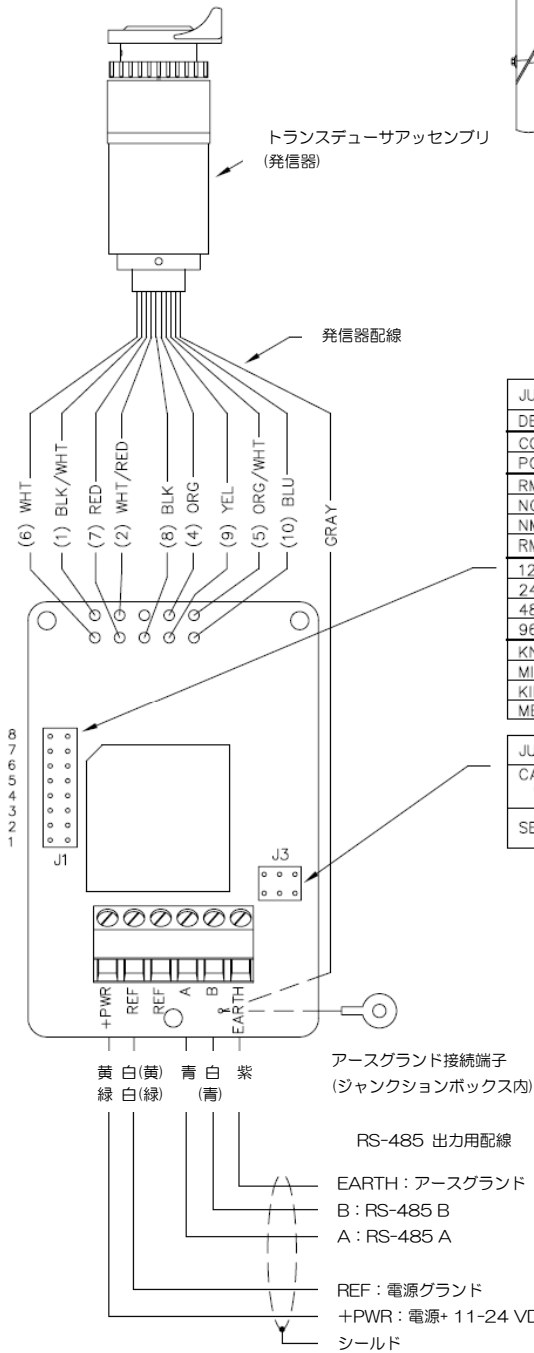 トランスデューサアッセンブリ
(発信器)
発信器配線
(6) WHT
(1) BLK/WHT
(7) RED
(2) WHT/RED
(8) BLK
(4) ORG
(9) YEL
(5) ORG/WHT
(10) BLU
GRAY
JU
DE
CO
PO
RM
NO
NM
RM
12
24
48
96
KN
MI
KI
ME
JU
CA
SE
8
7
6
5
4
3
2
1
J1
J3
+PWR
REF
REF
A
B
EARTH
黄 白(黄) 青 白 紫
緑 白(緑) (青)
アースグランド接続端子
(ジャンクションボックス内)
RS-485 出力用配線
EARTH:アースグランド
B:RS-485 B
A:RS-485 A
REF:電源グランド
+PWR:電源+ 11-24 VD
シールド